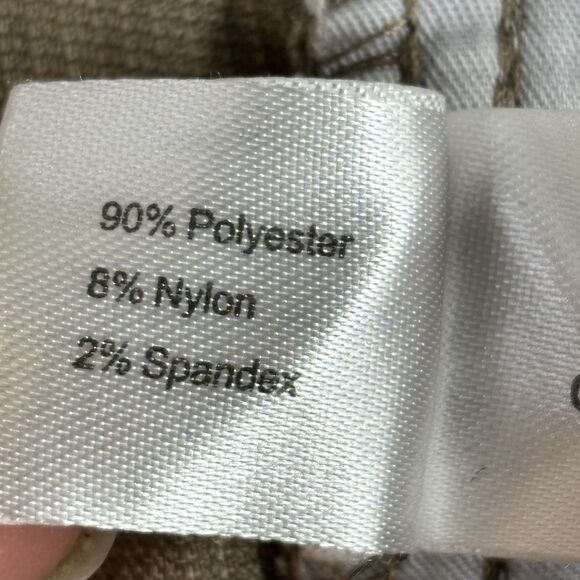 90% Polyester
8% Nylon
2% Spandex